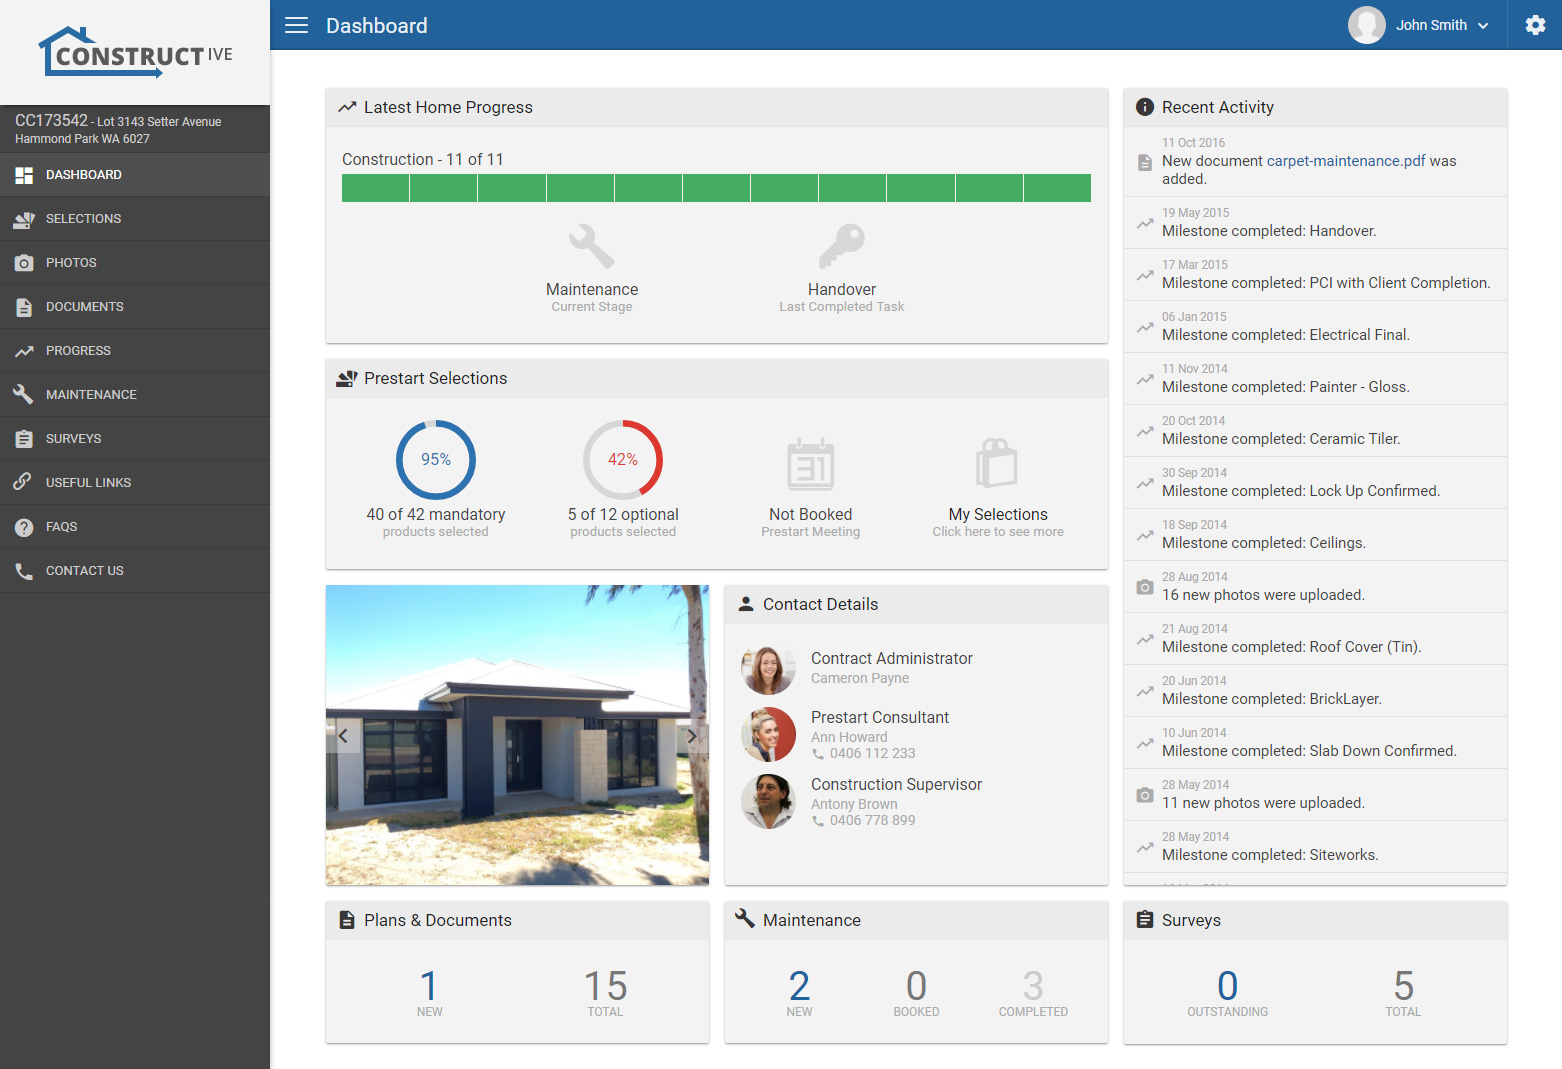 CONSTRUCTIVE
Dashboard
John Smith
CC173542 - Lot 3143 Setter Avenue
Hammond Park WA 6027
DASHBOARD
SELECTIONS
PHOTOS
DOCUMENTS
PROGRESS
MAINTENANCE
SURVEYS
USEFUL LINKS
FAQS
CONTACT US
Latest Home Progress
Construction - 11 of 11
Maintenance
Current Stage
Handover
Last Completed Task
Prestart Selections
95%
40 of 42 mandatory
products selected
42%
5 of 12 optional
products selected
31
Not Booked
Prestart Meeting
My Selections
Click here to see more
Contact Details
Contract Administrator
Cameron Payne
Prestart Consultant
Ann Howard
0406 112 233
Construction Supervisor
Antony Brown
0406 778 899
Recent Activity
11 Oct 2016
New document carpet-maintenance.pdf was
added.
19 May 2015
Milestone completed: Handover.
17 Mar 2015
Milestone completed: PCI with Client Completion.
06 Jan 2015
Milestone completed: Electrical Final.
11 Nov 2014
Milestone completed: Painter - Gloss.
20 Oct 2014
Milestone completed: Ceramic Tiler.
30 Sep 2014
Milestone completed: Lock Up Confirmed.
18 Sep 2014
Milestone completed: Ceilings.
28 Aug 2014
16 new photos were uploaded.
21 Aug 2014
Milestone completed: Roof Cover (Tin).
20 Jun 2014
Milestone completed: BrickLayer.
10 Jun 2014
Milestone completed: Slab Down Confirmed.
28 May 2014
11 new photos were uploaded.
28 May 2014
Milestone completed: Siteworks.
Plans & Documents
1
NEW
15
TOTAL
Maintenance
2
NEW
0
BOOKED
3
COMPLETED
Surveys
0
OUTSTANDING
5
TOTAL